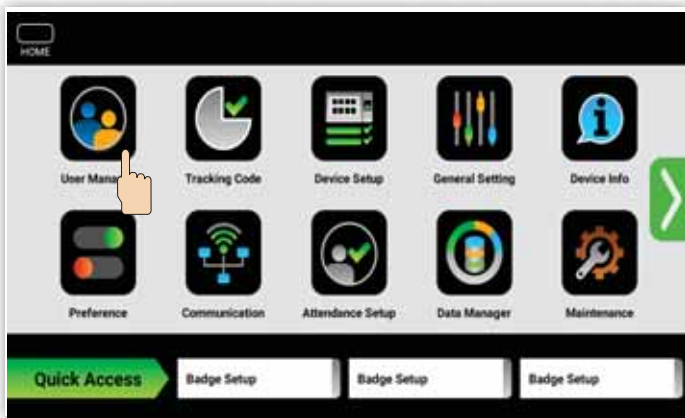 HOME
User Mana
Tracking Code
Device Setup
General Setting
Device Info
Preference
Communication
Attendance Setup
Data Manager
Maintenance
Quick Access
Badge Setup
Badge Setup
Badge Setup